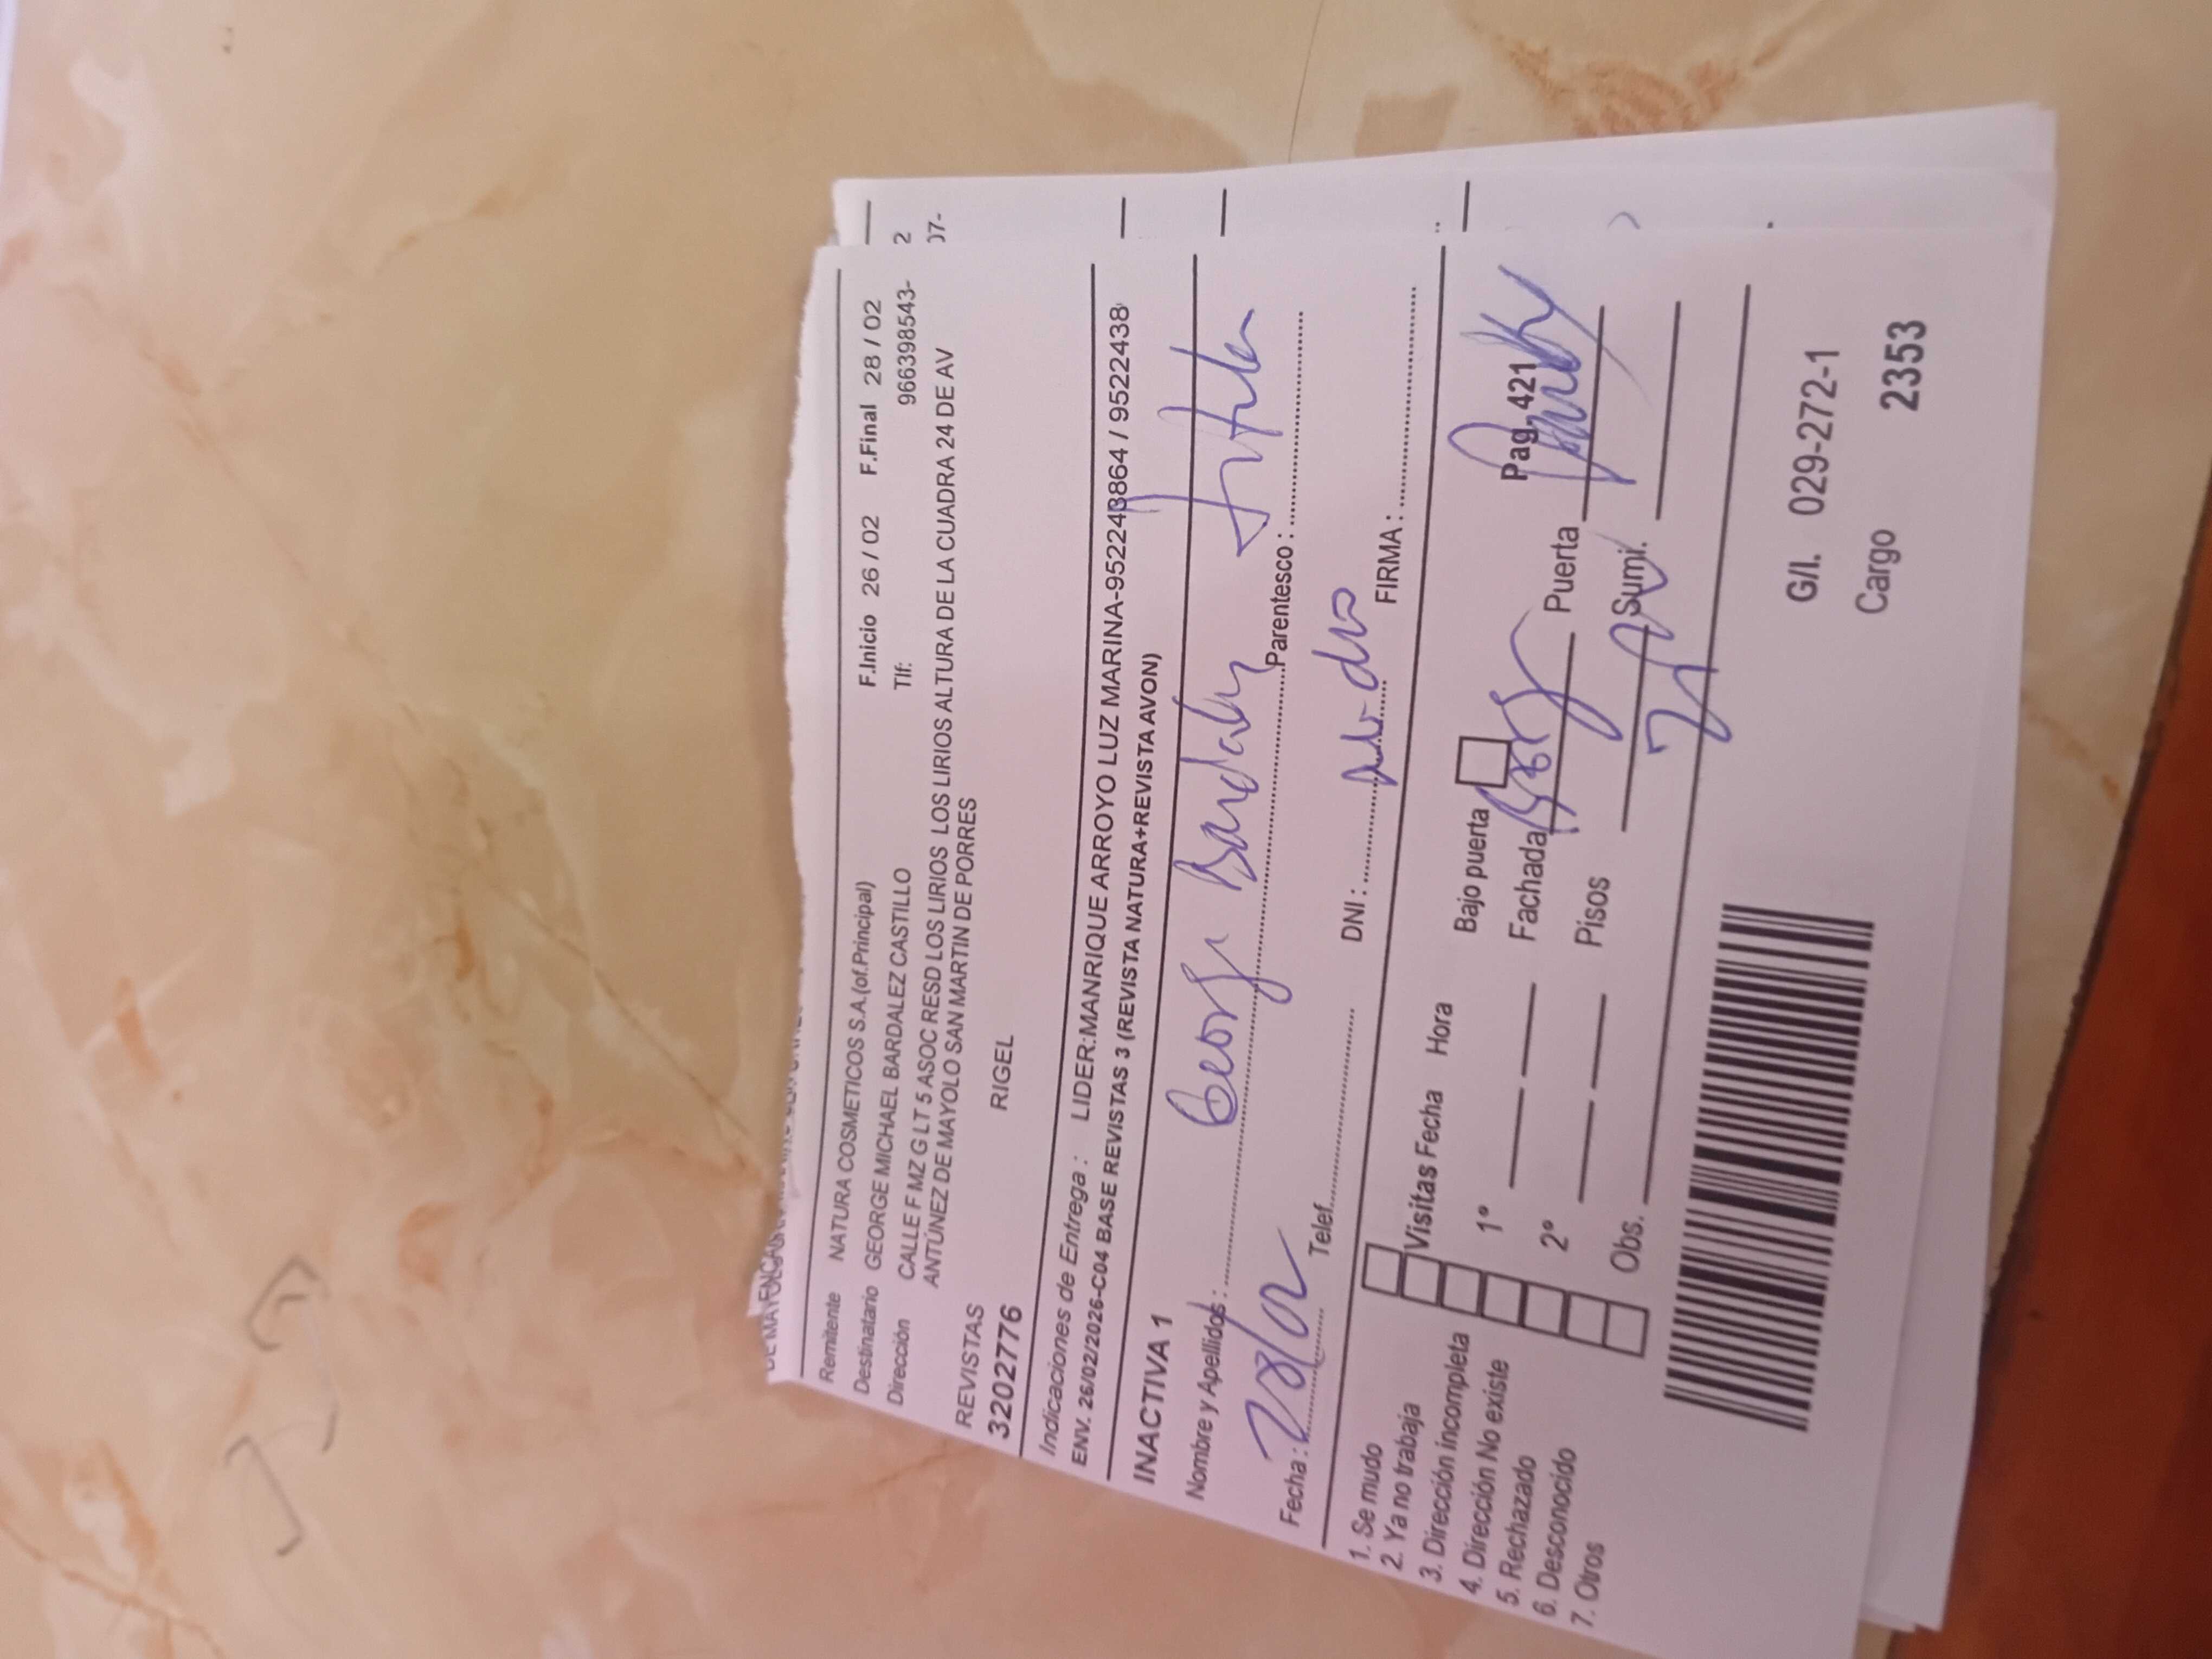 Remitente NATURA COSMETICOS S.A.(of.Principal) F.Inicio 26 / 02 F.Final 28 / 02
Destinatario GEORGE MICHAEL BARDALEZ CASTILLO Tlf: 966398543-
Dirección CALLE F MZ G LT 5 ASOC RESD LOS LIRIOS LOS LIRIOS ALTURA DE LA CUADRA 24 DE AV
ANTÚNEZ DE MAYOLO SAN MARTIN DE PORRES
REVISTAS
3202776 RIGEL
Indicaciones de Entrega : LIDER:MANRIQUE ARROYO LUZ MARINA-952243864 / 9522438
ENV. 26/02/2026-C04 BASE REVISTAS 3 (REVISTA NATURA+REVISTA AVON)
INACTIVA 1
Nombre y Apellidos : George Bardalez Parentesco :
Fecha : 28/02 Telef. DNI : FIRMA :
1. Se mudo
2. Ya no trabaja
3. Dirección incompleta
4. Dirección No existe
5. Rechazado
6. Desconocido
7. Otros
Visitas Fecha Hora Bajo puerta Pag. 421
1º Fachada Puerta
2º Pisos Sumi.
Obs.
G/I. 029-272-1
Cargo 2353
2
07-